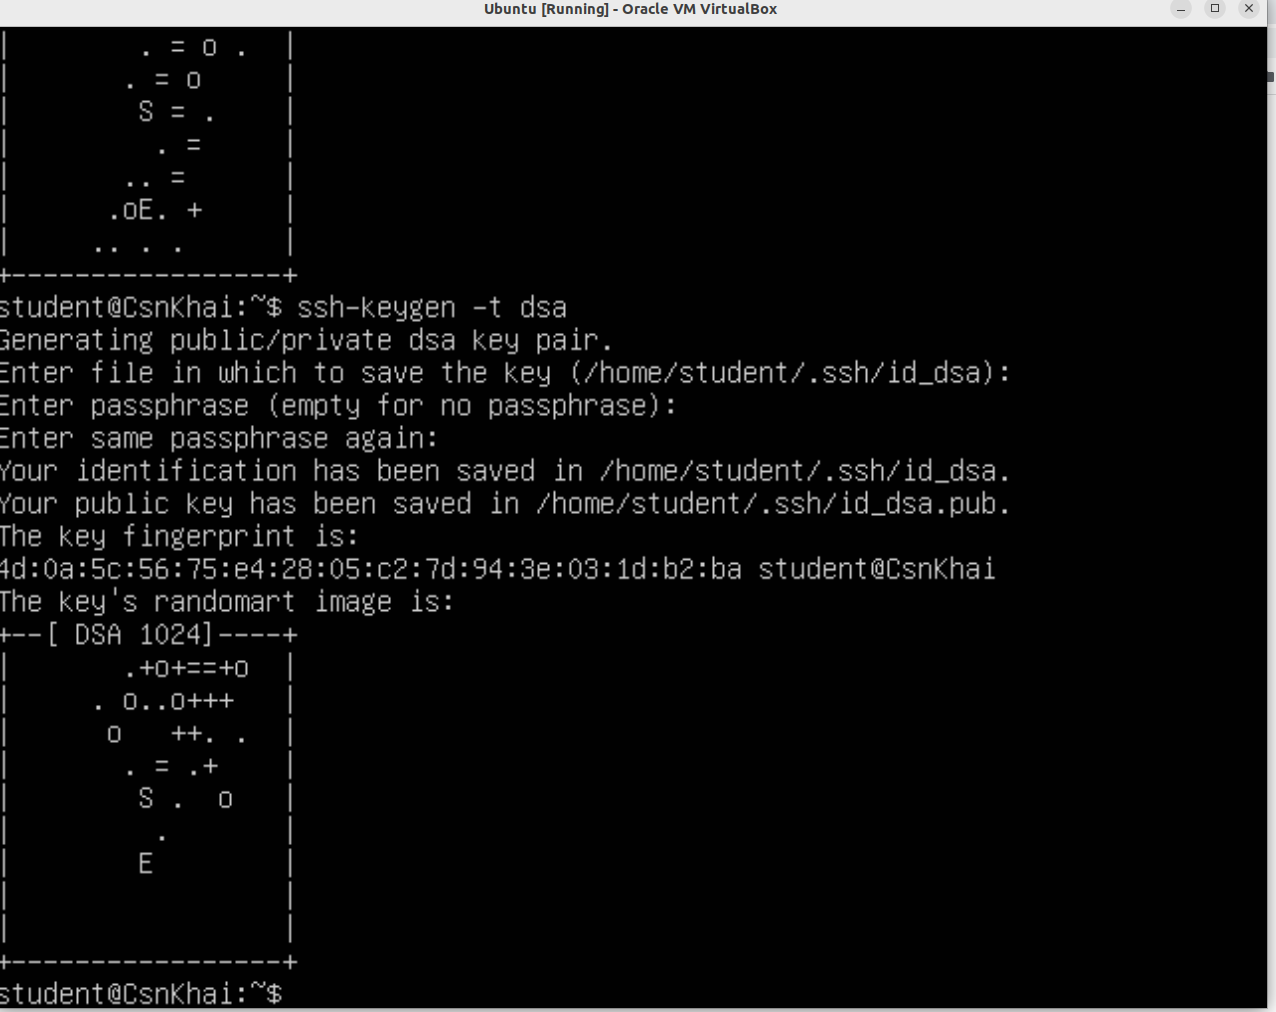 Ubuntu [Running] - Oracle VM VirtualBox
|        . = o .  |
|       . = o     |
|        S = .    |
|         . =     |
|       .. =      |
|      .oE. +     |
|     .. . .      |
+-----------------+
student@CsnKhai:~$ ssh-keygen -t dsa
Generating public/private dsa key pair.
Enter file in which to save the key (/home/student/.ssh/id_dsa):
Enter passphrase (empty for no passphrase):
Enter same passphrase again:
Your identification has been saved in /home/student/.ssh/id_dsa.
Your public key has been saved in /home/student/.ssh/id_dsa.pub.
The key fingerprint is:
4d:0a:5c:56:75:e4:28:05:c2:7d:94:3e:03:1d:b2:ba student@CsnKhai
The key's randomart image is:
+--[ DSA 1024]----+
|       .+o+==+o  |
|     . o..o+++   |
|      o   ++. .  |
|       . = .+    |
|        S .  o   |
|         .       |
|        E        |
|                 |
|                 |
+-----------------+
student@CsnKhai:~$